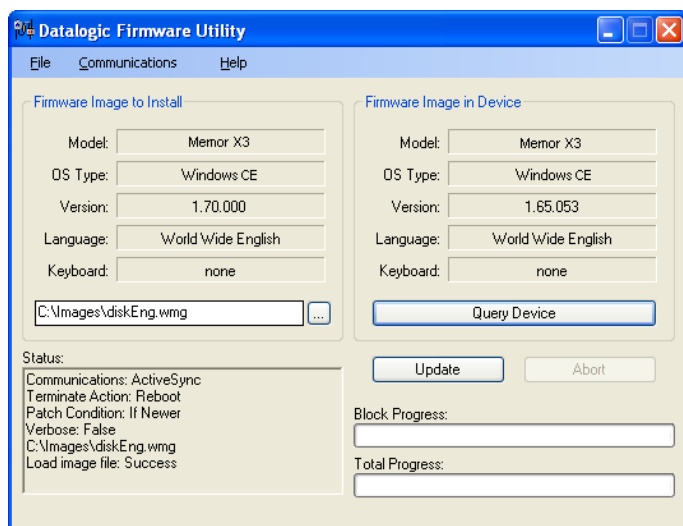 Datalogic Firmware Utility
File Communications Help
Firmware Image to Install
Model: Memor X3
OS Type: Windows CE
Version: 1.70.000
Language: World Wide English
Keyboard: none
C:\Images\diskEng.wmg ...
Firmware Image in Device
Model: Memor X3
OS Type: Windows CE
Version: 1.65.053
Language: World Wide English
Keyboard: none
Query Device
Status:
Communications: ActiveSync
Terminate Action: Reboot
Patch Condition: If Newer
Verbose: False
C:\Images\diskEng.wmg
Load image file: Success
Update Abort
Block Progress:
Total Progress: